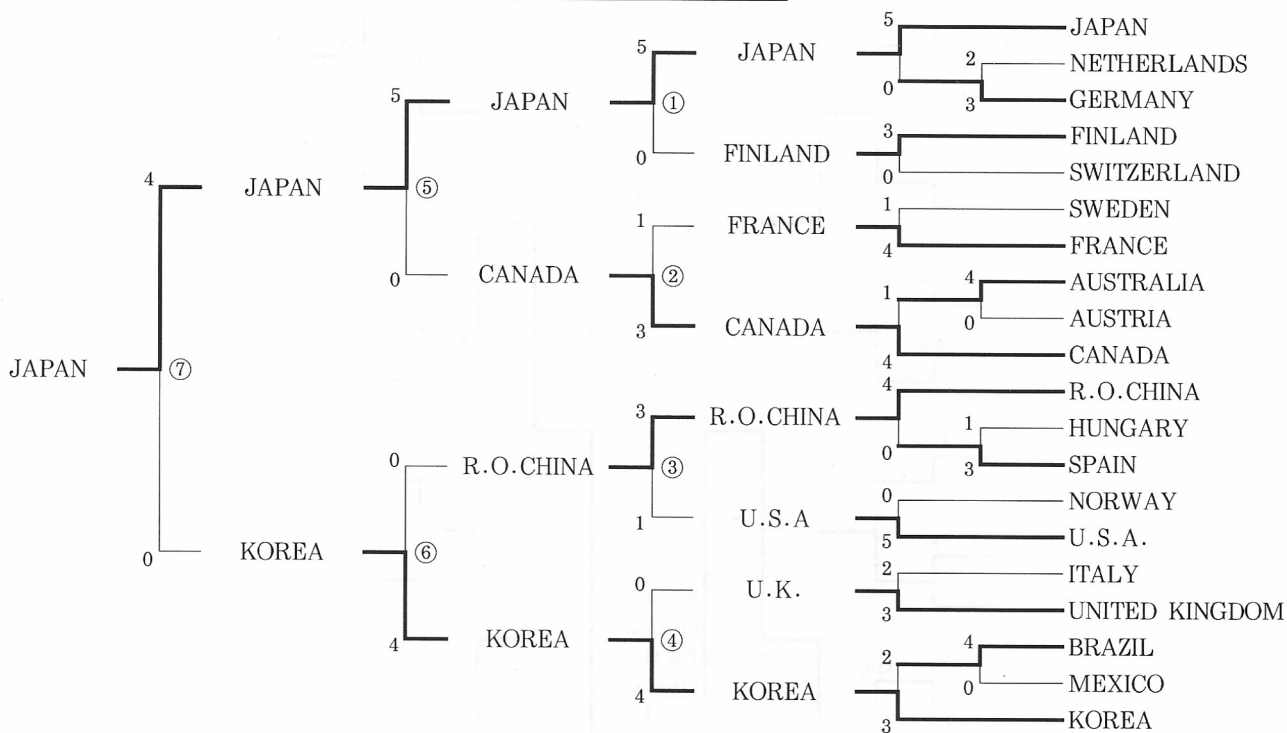 5 JAPAN
5 JAPAN 2 NETHERLANDS
0 3 GERMANY
5 JAPAN ① 3 FINLAND
0 FINLAND 0 SWITZERLAND
4 JAPAN ⑤ 1 SWEDEN
1 FRANCE 4 FRANCE
0 CANADA ② 4 AUSTRALIA
1 0 AUSTRIA
3 CANADA 4 CANADA
JAPAN ⑦ 4 R.O.CHINA
3 R.O.CHINA 1 HUNGARY
0 R.O.CHINA ③ 0 3 SPAIN
1 U.S.A 0 NORWAY
0 KOREA ⑥ 5 U.S.A.
0 U.K. 2 ITALY
3 UNITED KINGDOM
4 KOREA ④ 4 BRAZIL
2 0 MEXICO
4 KOREA 3 KOREA